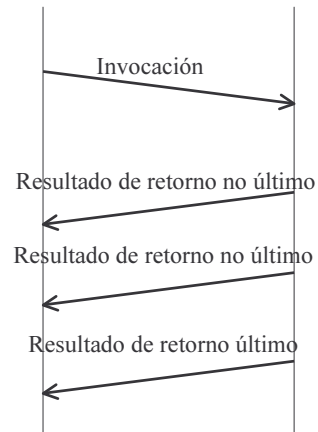 Invocación
Resultado de retorno no último
Resultado de retorno no último
Resultado de retorno último